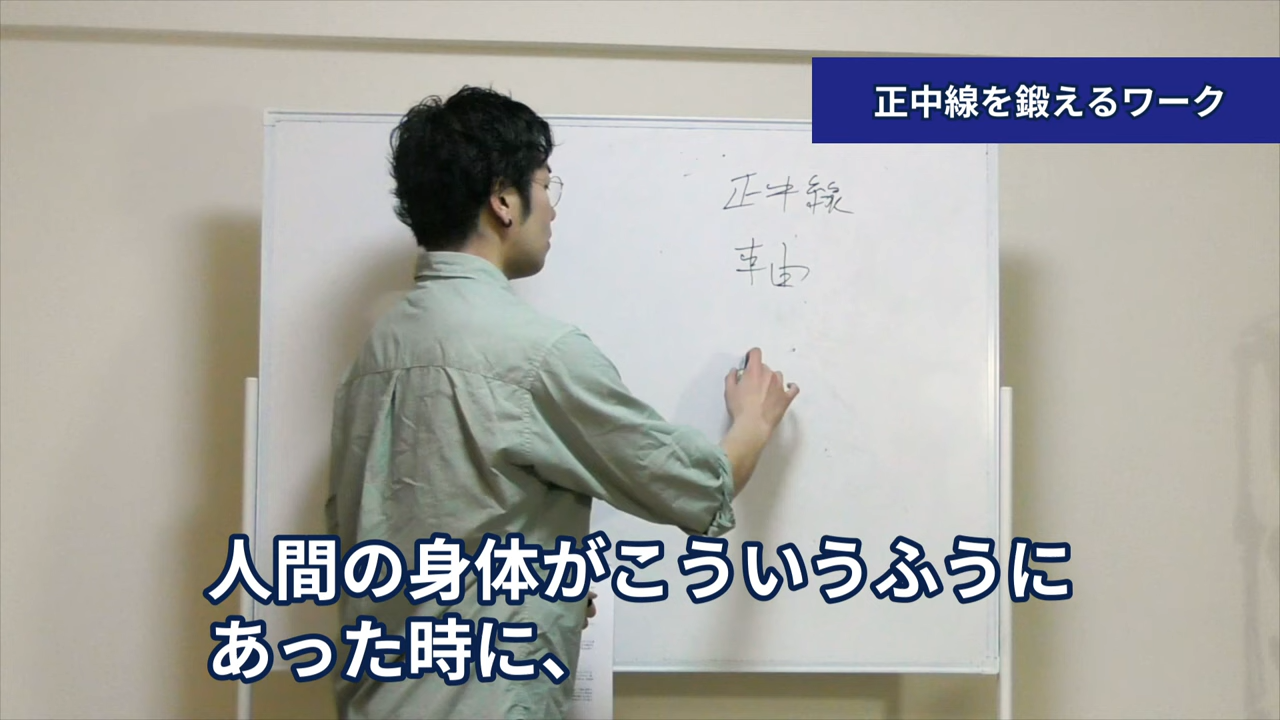 正中線を鍛えるワーク
正中線
軸
人間の身体がこういうふうに
あった時に、